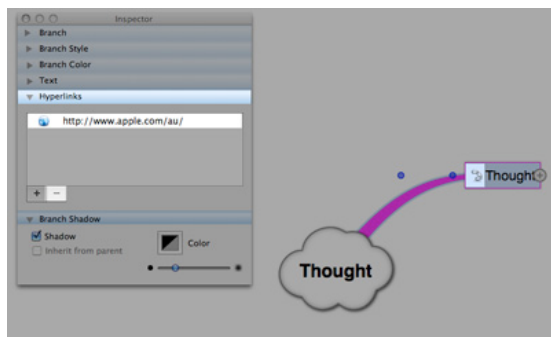 Inspector
Branch
Branch Style
Branch Color
Text
Hyperlinks
http://www.apple.com/au/
Branch Shadow
Shadow
Inherit from parent
Color
Thought
Thought